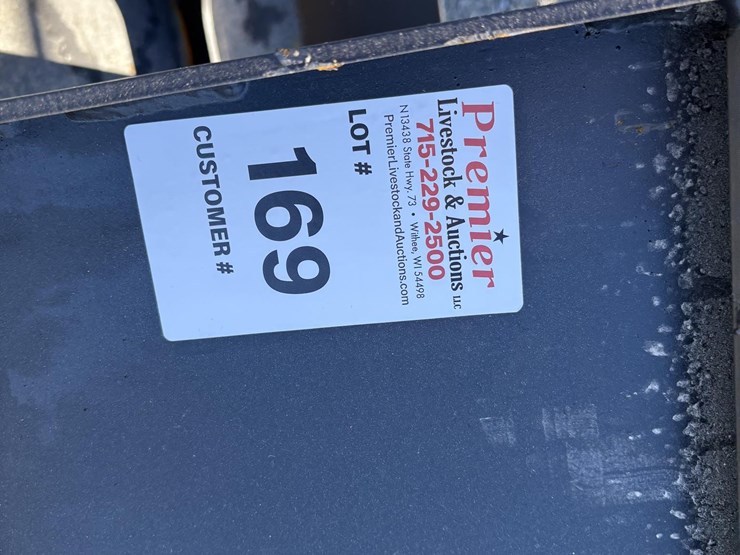 Premier
Livestock & Auctions LLC
715-229-2500
N13438 State Hwy. 73 • Withee, WI 54498
PremierLivestockandAuctions.com
LOT #
169
CUSTOMER #